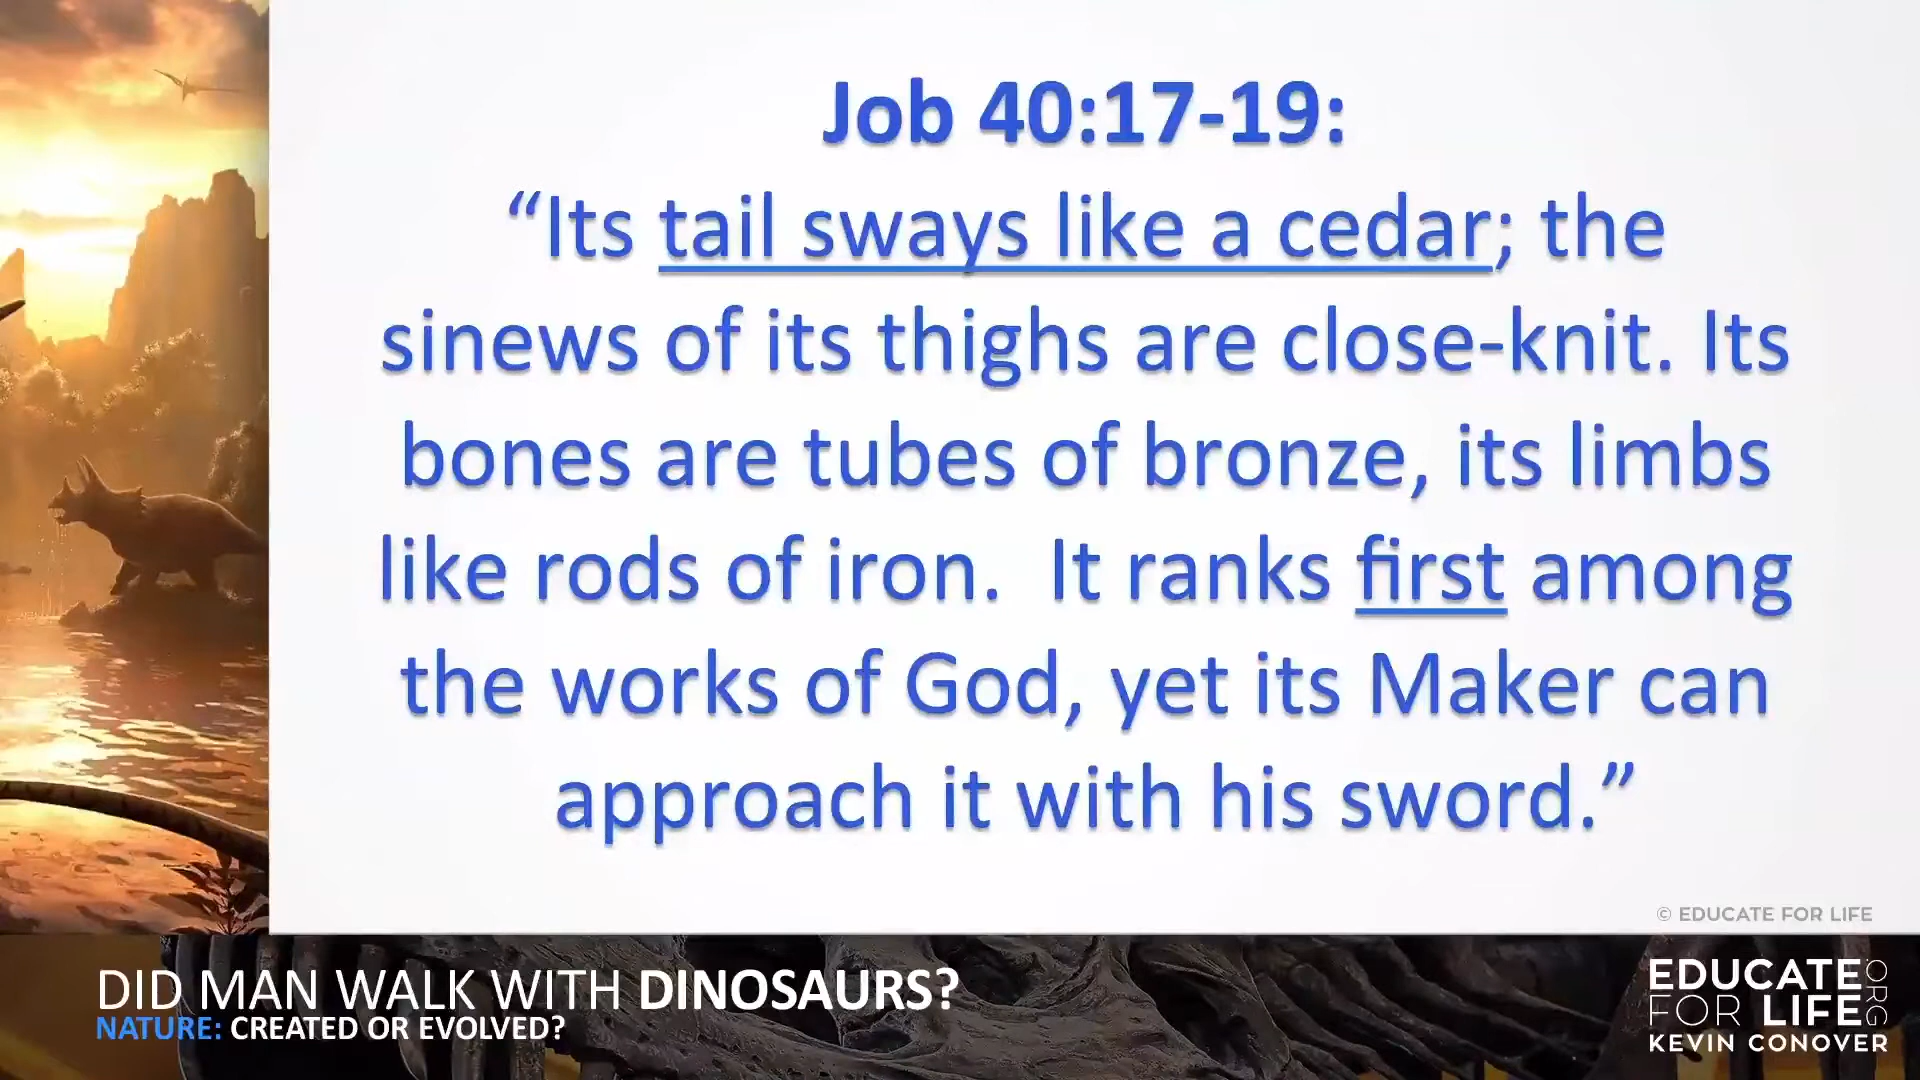 Job 40:17-19:
“Its tail sways like a cedar; the
sinews of its thighs are close-knit. Its
bones are tubes of bronze, its limbs
like rods of iron.  It ranks first among
the works of God, yet its Maker can
approach it with his sword.”
© EDUCATE FOR LIFE
DID MAN WALK WITH DINOSAURS?
NATURE: CREATED OR EVOLVED?
EDUCATE
FOR LIFE
ORG
KEVIN CONOVER